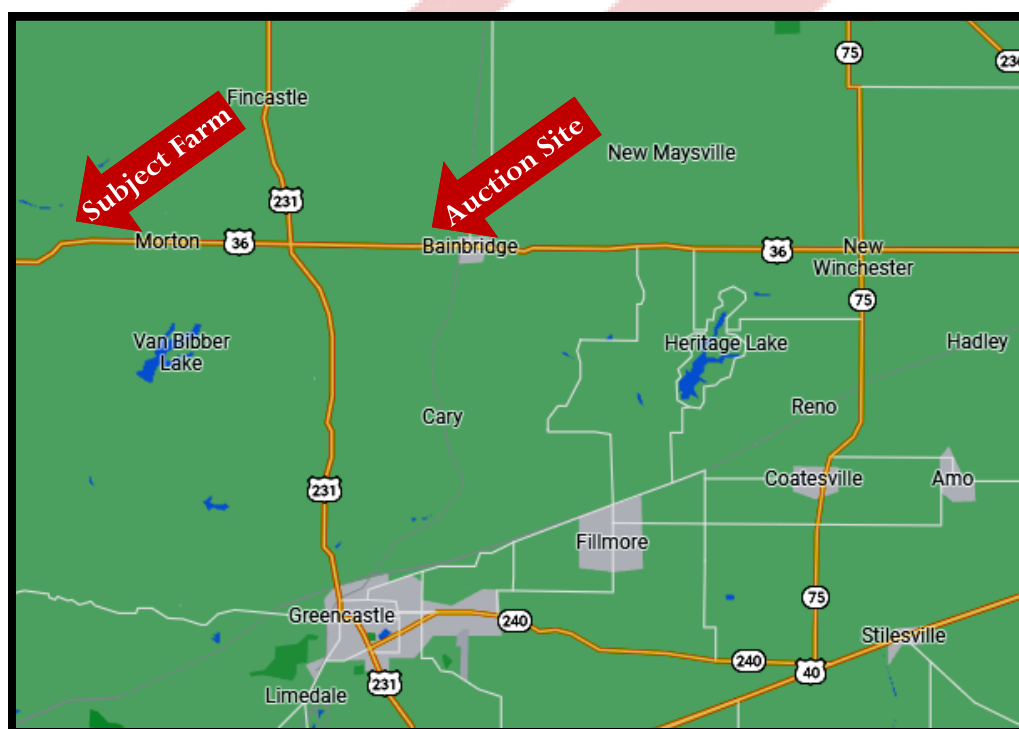 75
234
Fincastle
Subject Farm
Auction Site
New Maysville
231
Morton
36
Bainbridge
36
New
Winchester
75
Van Bibber
Lake
Heritage Lake
Hadley
Cary
Reno
231
Coatesville
Amo
Fillmore
Greencastle
240
75
Stilesville
240
40
231
Limedale